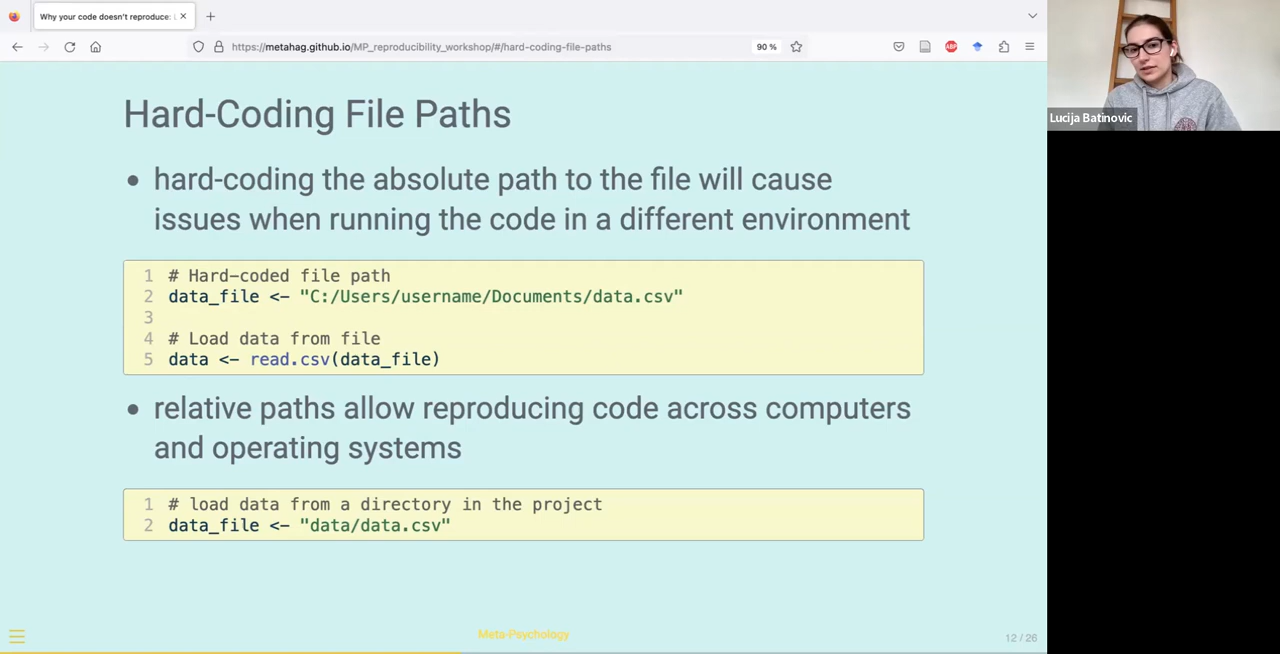 Why your code doesn't reproduce:
https://metahag.github.io/MP_reproducibility_workshop/#/hard-coding-file-paths
90 %
ABP
Lucija Batinovic
Hard-Coding File Paths
• hard-coding the absolute path to the file will cause
issues when running the code in a different environment
1 # Hard-coded file path
2 data_file <- "C:/Users/username/Documents/data.csv"
3
4 # Load data from file
5 data <- read.csv(data_file)
• relative paths allow reproducing code across computers
and operating systems
1 # load data from a directory in the project
2 data_file <- "data/data.csv"
Meta-Psychology
12 / 26